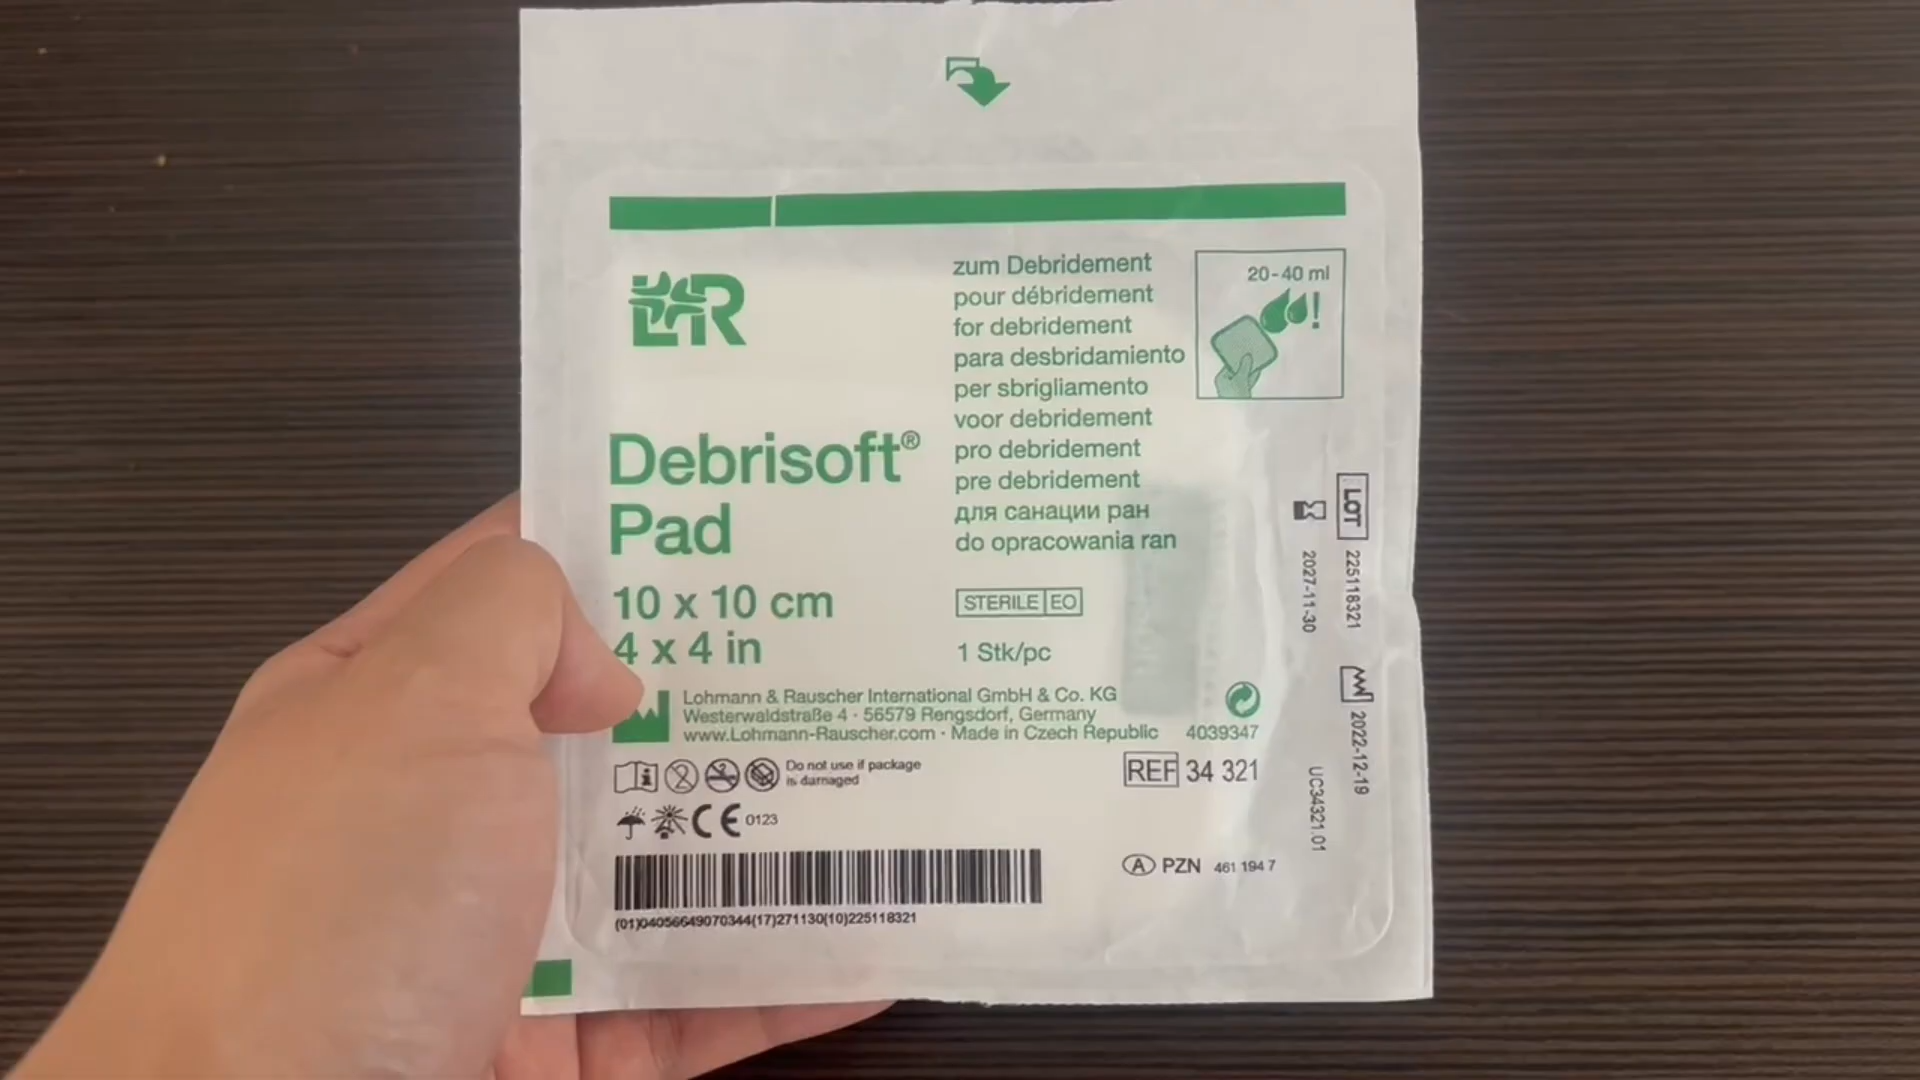 L&R
Debrisoft®
Pad
10 x 10 cm
4 x 4 in
zum Debridement
pour débridement
for debridement
para desbridamiento
per sbrigliamento
voor debridement
pro debridement
pre debridement
для санации ран
do opracowania ran
STERILE EO
1 Stk/pc
20-40 ml
!
Lohmann & Rauscher International GmbH & Co. KG
Westerwaldstraße 4 · 56579 Rengsdorf, Germany
www.Lohmann-Rauscher.com · Made in Czech Republic
4039347
REF 34 321
Do not use if package
is damaged
CE 0123
(01)04056649070344(17)271130(10)225118321
A PZN 461 194 7
LOT 225118321
2027-11-30
2022-12-19
UC34321.01